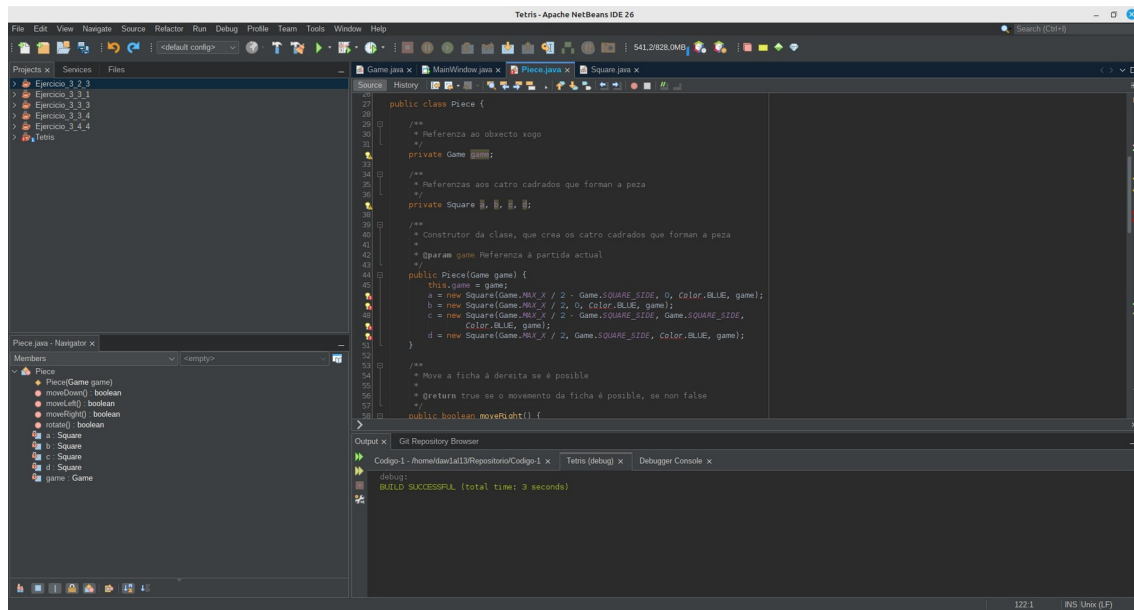 Tetris - Apache NetBeans IDE 26
File Edit View Navigate Source Refactor Run Debug Profile Team Tools Window Help
Search (Ctrl+I)
<default config>
541,2/828,0MB
Projects x Services Files
Ejercicio_3_2_3
Ejercicio_3_3_1
Ejercicio_3_3_3
Ejercicio_3_3_4
Ejercicio_3_4_4
Tetris
Game.java x MainWindow.java x Piece.java x Square.java x
Source History
26
27 public class Piece {
28
29 /**
30 * Referenza ao obxecto xogo
31 */
private Game game;
33
34 /**
35 * Referenzas aos catro cadrados que forman a peza
36 */
private Square a, b, c, d;
38
39 /**
40 * Construtor da clase, que crea os catro cadrados que forman a peza
41 *
42 * @param game Referenza á partida actual
43 */
44 public Piece(Game game) {
45 this.game = game;
a = new Square(Game.MAX_X / 2 - Game.SQUARE_SIDE, 0, Color.BLUE, game);
b = new Square(Game.MAX_X / 2, 0, Color.BLUE, game);
48 c = new Square(Game.MAX_X / 2 - Game.SQUARE_SIDE, Game.SQUARE_SIDE,
Color.BLUE, game);
d = new Square(Game.MAX_X / 2, Game.SQUARE_SIDE, Color.BLUE, game);
51 }
52
53 /**
54 * Move a ficha á dereita se é posible
55 *
56 * @return true se o movemento da ficha é posible, se non false
57 */
58 public boolean moveRight() {
Piece.java - Navigator x
Members <empty>
Piece
Piece(Game game)
moveDown() : boolean
moveLeft() : boolean
moveRight() : boolean
rotate() : boolean
a : Square
b : Square
c : Square
d : Square
game : Game
Output x Git Repository Browser
Codigo-1 - /home/daw1al13/Repositorio/Codigo-1 x Tetris (debug) x Debugger Console x
debug:
BUILD SUCCESSFUL (total time: 3 seconds)
122:1 INS Unix (LF)